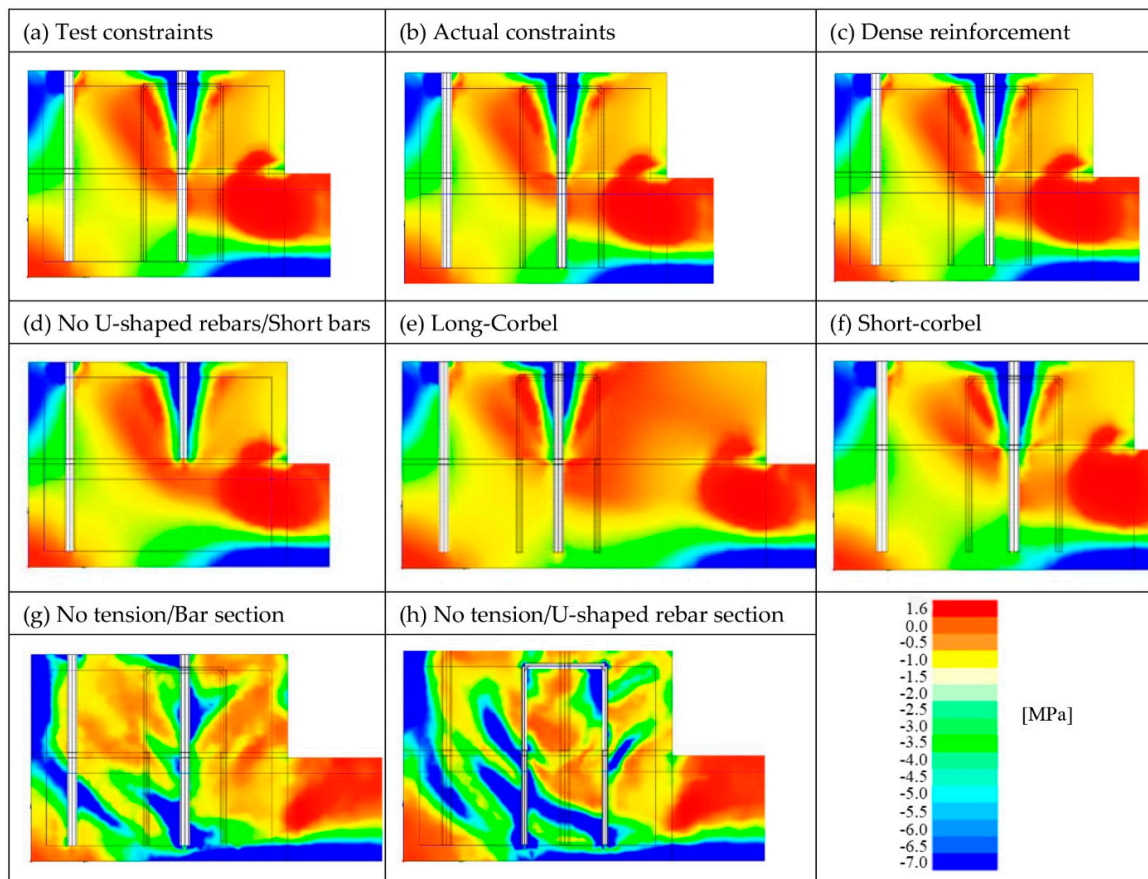 (a) Test constraints
(b) Actual constraints
(c) Dense reinforcement
(d) No U-shaped rebars/Short bars
(e) Long-Corbel
(f) Short-corbel
(g) No tension/Bar section
(h) No tension/U-shaped rebar section
1.6
0.0
-0.5
-1.0
-1.5
-2.0
-2.5
-3.0
-3.5
-4.5
-5.0
-5.5
-6.0
-6.5
-7.0
[MPa]